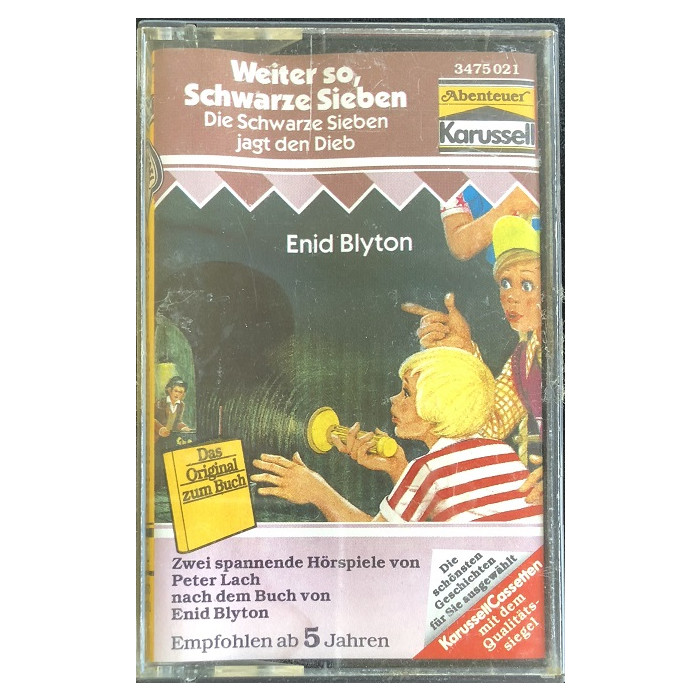 Weiter so,
Schwarze Sieben
Die Schwarze Sieben
jagt den Dieb
3475 021
Abenteuer
Karussell
Enid Blyton
Das
Original
zum Buch
Zwei spannende Hörspiele von
Peter Lach
nach dem Buch von
Enid Blyton
Empfohlen ab 5 Jahren
Die
schönsten
Geschichten
für Sie ausgewählt
Karussell Cassetten
mit dem
Qualitäts-
siegel